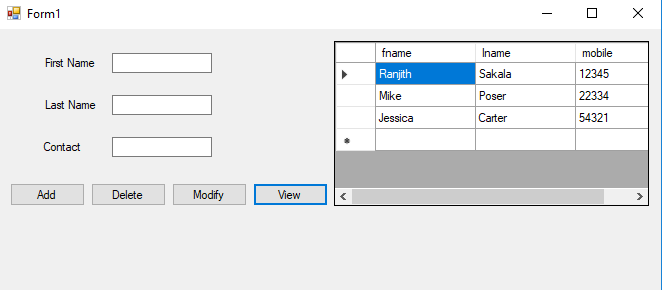 Form1
First Name
Last Name
Contact
Add Delete Modify View
fname lname mobile
Ranjith Sakala 12345
Mike Poser 22334
Jessica Carter 54321